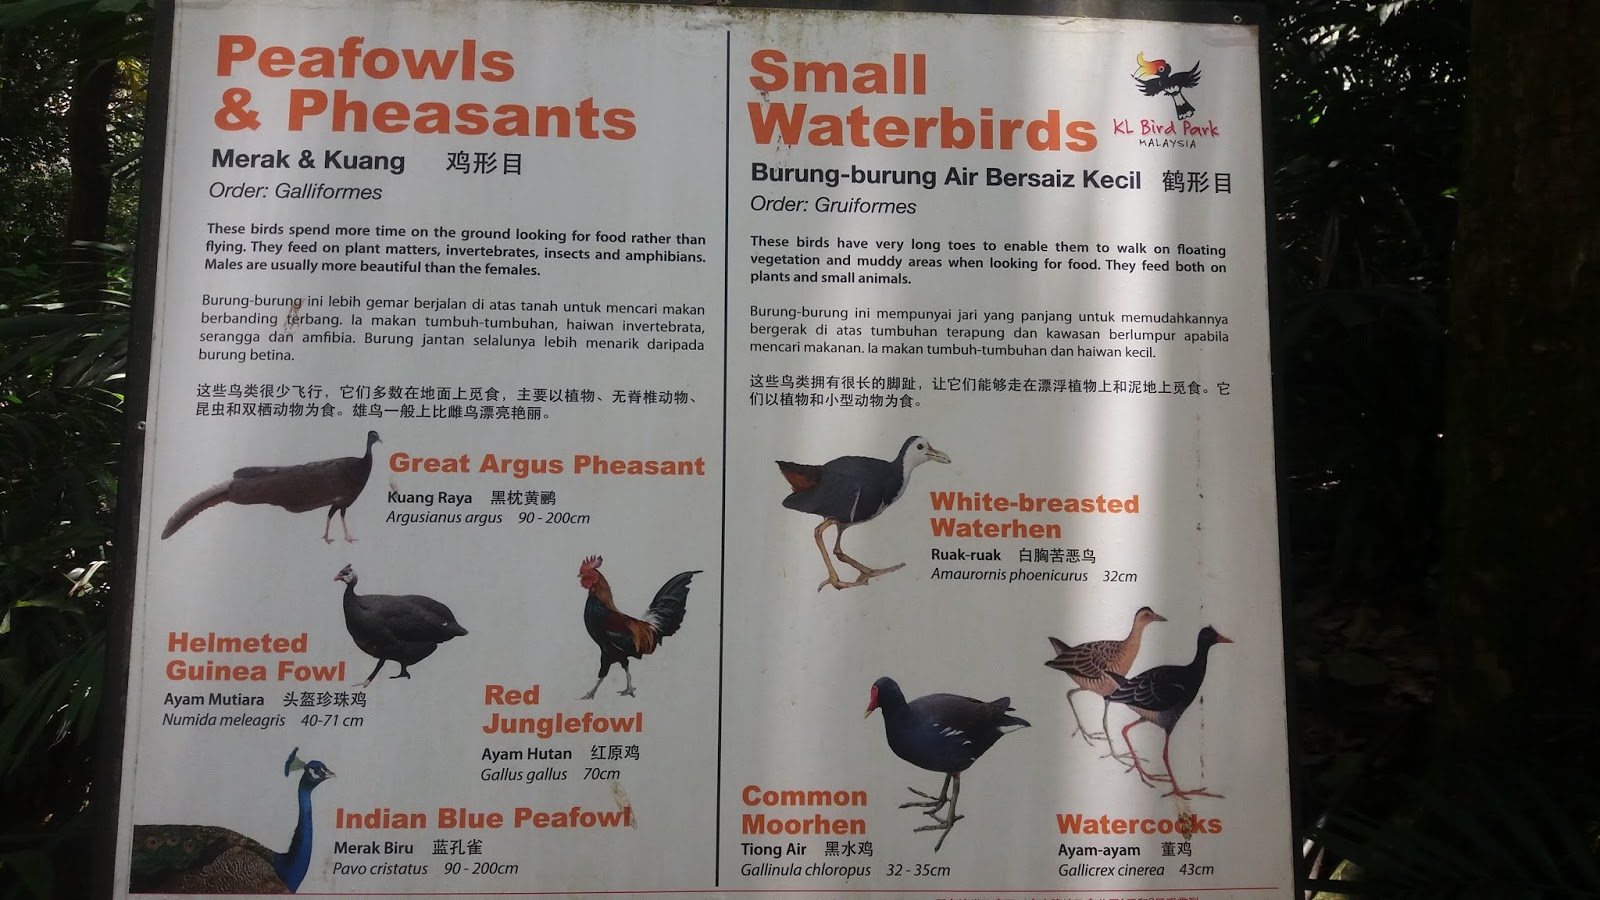 Peafowls
& Pheasants
Merak & Kuang 鸡形目
Order: Galliformes
These birds spend more time on the ground looking for food rather than
flying. They feed on plant matters, invertebrates, insects and amphibians.
Males are usually more beautiful than the females.
Burung-burung ini lebih gemar berjalan di atas tanah untuk mencari makan
berbanding terbang. Ia makan tumbuh-tumbuhan, haiwan invertebrata,
serangga dan amfibia. Burung jantan selalunya lebih menarik daripada
burung betina.
这些鸟类很少飞行，它们多数在地面上觅食，主要以植物、无脊椎动物、
昆虫和双栖动物为食。雄鸟一般上比雌鸟漂亮艳丽。
Great Argus Pheasant
Kuang Raya 黑枕黄鹂
Argusianus argus 90 - 200cm
Helmeted
Guinea Fowl
Ayam Mutiara 头盔珍珠鸡
Numida meleagris 40-71 cm
Red
Junglefowl
Ayam Hutan 红原鸡
Gallus gallus 70cm
Indian Blue Peafowl
Merak Biru 蓝孔雀
Pavo cristatus 90 - 200cm
Small
Waterbirds
KL Bird Park
MALAYSIA
Burung-burung Air Bersaiz Kecil 鹤形目
Order: Gruiformes
These birds have very long toes to enable them to walk on floating
vegetation and muddy areas when looking for food. They feed both on
plants and small animals.
Burung-burung ini mempunyai jari yang panjang untuk memudahkannya
bergerak di atas tumbuhan terapung dan kawasan berlumpur apabila
mencari makanan. Ia makan tumbuh-tumbuhan dan haiwan kecil.
这些鸟类拥有很长的脚趾，让它们能够走在漂浮植物上和泥地上觅食。它
们以植物和小型动物为食。
White-breasted
Waterhen
Ruak-ruak 白胸苦恶鸟
Amaurornis phoenicurus 32cm
Common
Moorhen
Tiong Air 黑水鸡
Gallinula chloropus 32 - 35cm
Watercocks
Ayam-ayam 董鸡
Gallicrex cinerea 43cm